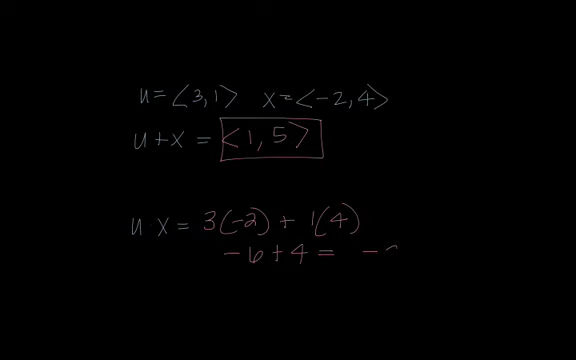 u = <3, 1>  x = <-2, 4>
u + x = <1, 5>
u · x = 3(-2) + 1(4)
-6 + 4 = -